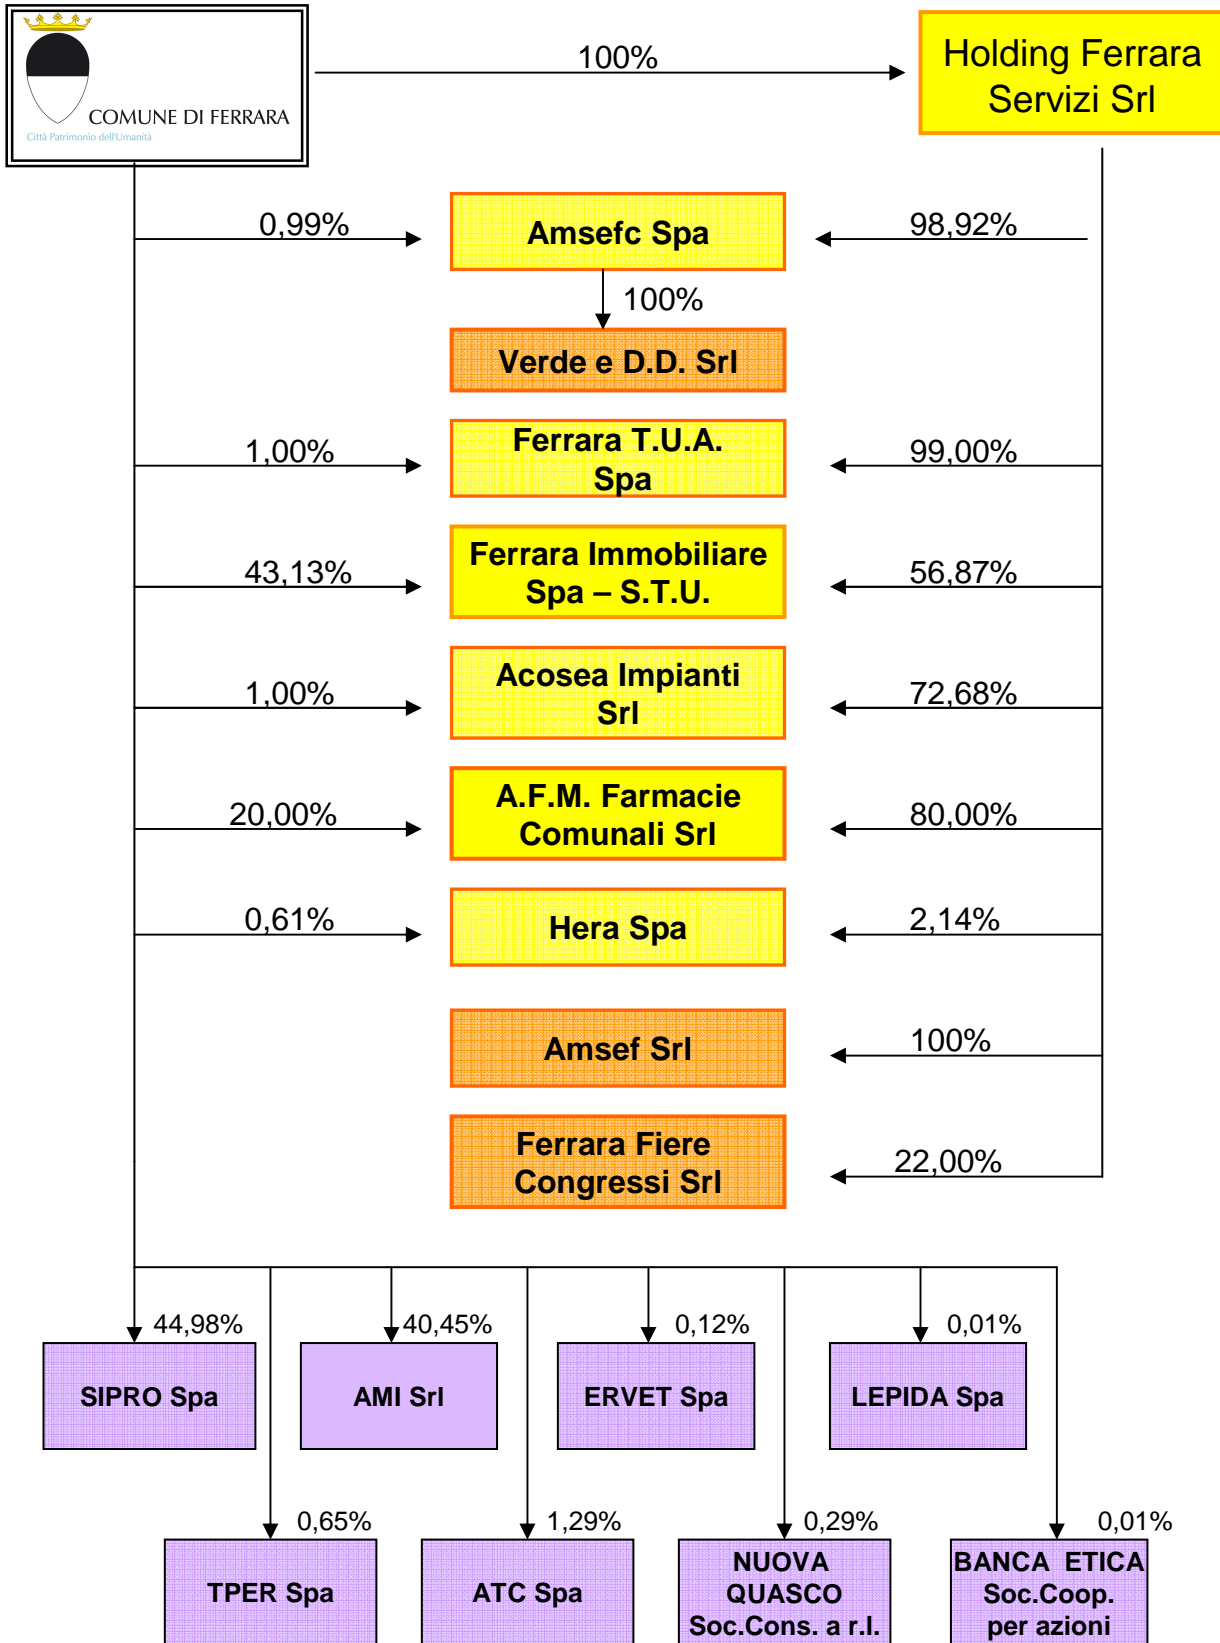 COMUNE DI FERRARA
Città Patrimonio dell'Umanità
100%
Holding Ferrara
Servizi Srl
0,99%
Amsefc Spa
98,92%
100%
Verde e D.D. Srl
1,00%
Ferrara T.U.A.
Spa
99,00%
43,13%
Ferrara Immobiliare
Spa – S.T.U.
56,87%
1,00%
Acosea Impianti
Srl
72,68%
20,00%
A.F.M. Farmacie
Comunali Srl
80,00%
0,61%
Hera Spa
2,14%
Amsef Srl
100%
Ferrara Fiere
Congressi Srl
22,00%
44,98%
40,45%
0,12%
0,01%
SIPRO Spa
AMI Srl
ERVET Spa
LEPIDA Spa
0,65%
1,29%
0,29%
0,01%
TPER Spa
ATC Spa
NUOVA
QUASCO
Soc.Cons. a r.l.
BANCA ETICA
Soc.Coop.
per azioni